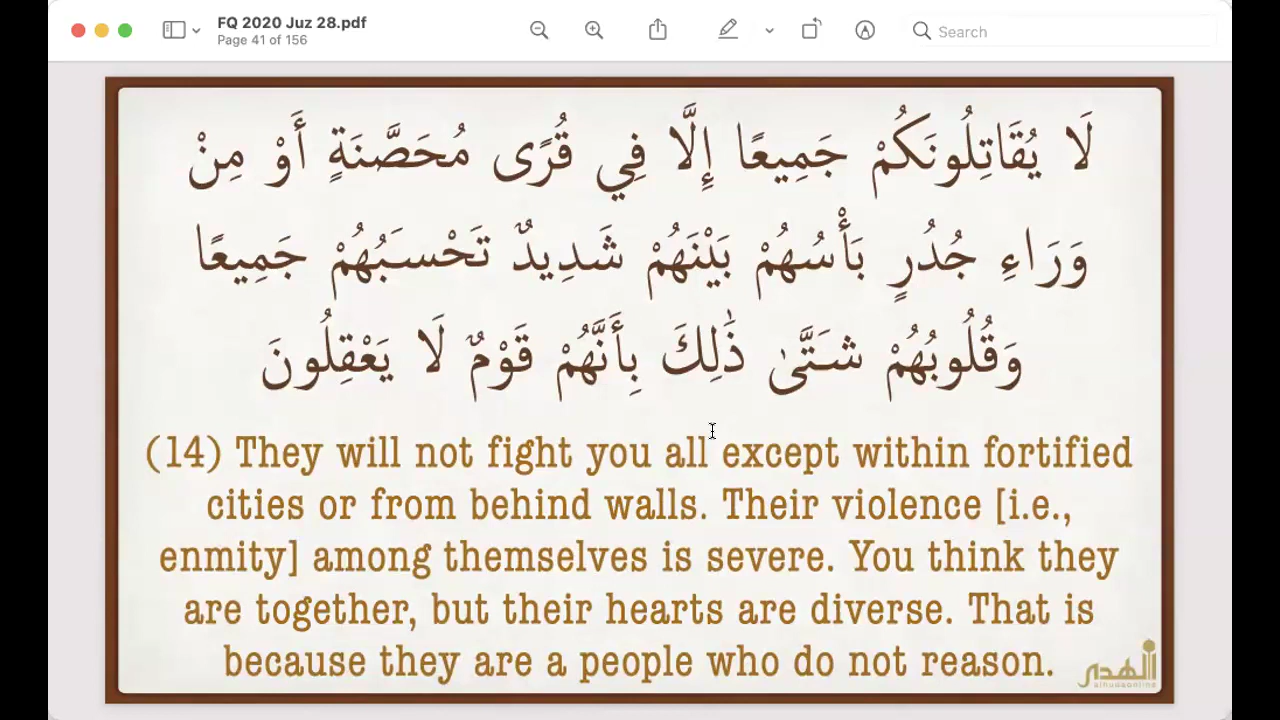 FQ 2020 Juz 28.pdf
Page 41 of 156
Search
لَا يُقَاتِلُونَكُمْ جَمِيعًا إِلَّا فِي قُرًى مُحَصَّنَةٍ أَوْ مِنْ
وَرَاءِ جُدُرٍ بَأْسُهُمْ بَيْنَهُمْ شَدِيدٌ تَحْسَبُهُمْ جَمِيعًا
وَقُلُوبُهُمْ شَتَّىٰ ذَٰلِكَ بِأَنَّهُمْ قَوْمٌ لَا يَعْقِلُونَ
(14) They will not fight you all except within fortified
cities or from behind walls. Their violence [i.e.,
enmity] among themselves is severe. You think they
are together, but their hearts are diverse. That is
because they are a people who do not reason.
الهدى
alhudaonline